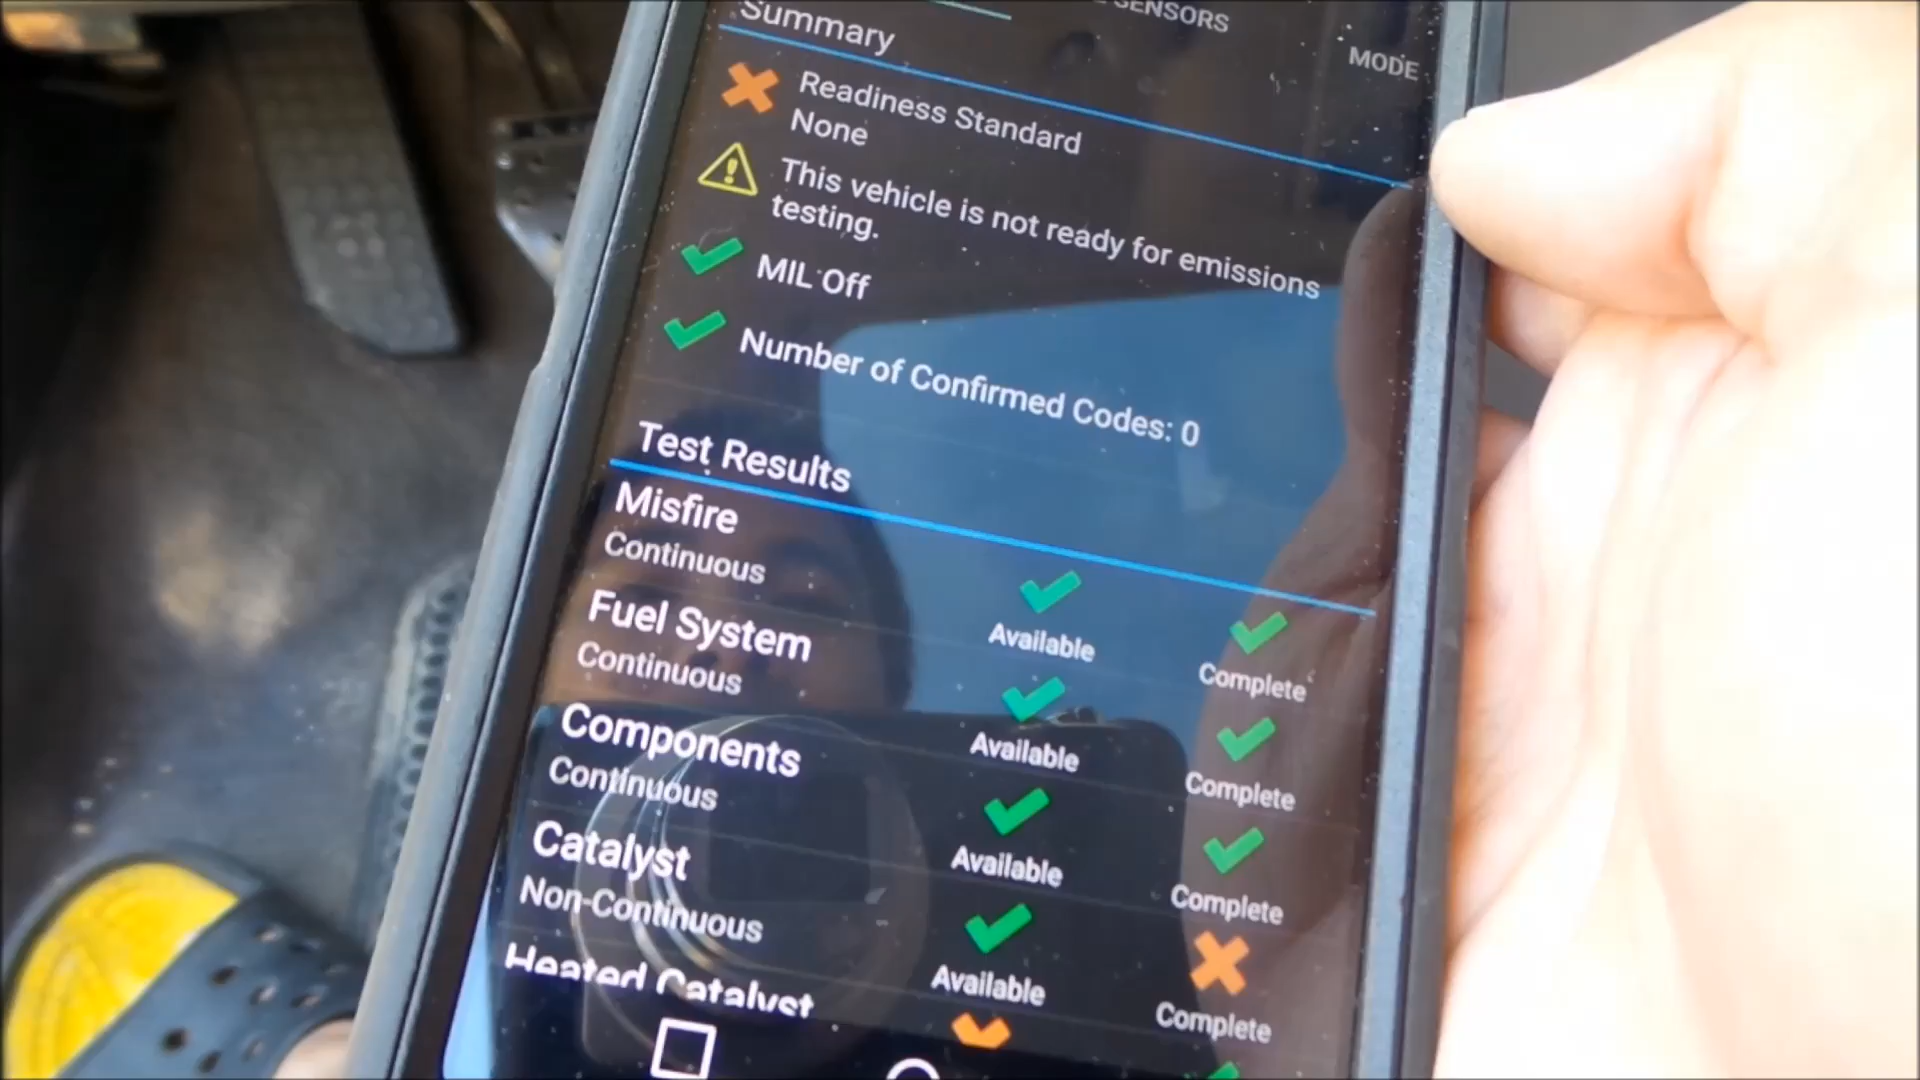 SENSORS
MODE
Summary
Readiness Standard
None
This vehicle is not ready for emissions
testing.
MIL Off
Number of Confirmed Codes: 0
Test Results
Misfire
Continuous
Available
Complete
Fuel System
Continuous
Available
Complete
Components
Continuous
Available
Complete
Catalyst
Non-Continuous
Available
Complete
Heated Catalyst